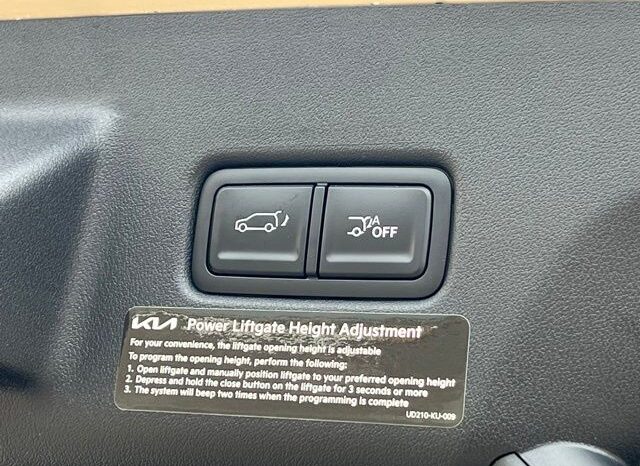 A
OFF
KIA Power Liftgate Height Adjustment
For your convenience, the liftgate opening height is adjustable
To program the opening height, perform the following:
1. Open liftgate and manually position liftgate to your preferred opening height
2. Depress and hold the close button on the liftgate for 3 seconds or more
3. The system will beep two times when the programming is complete
UD210-KU-009